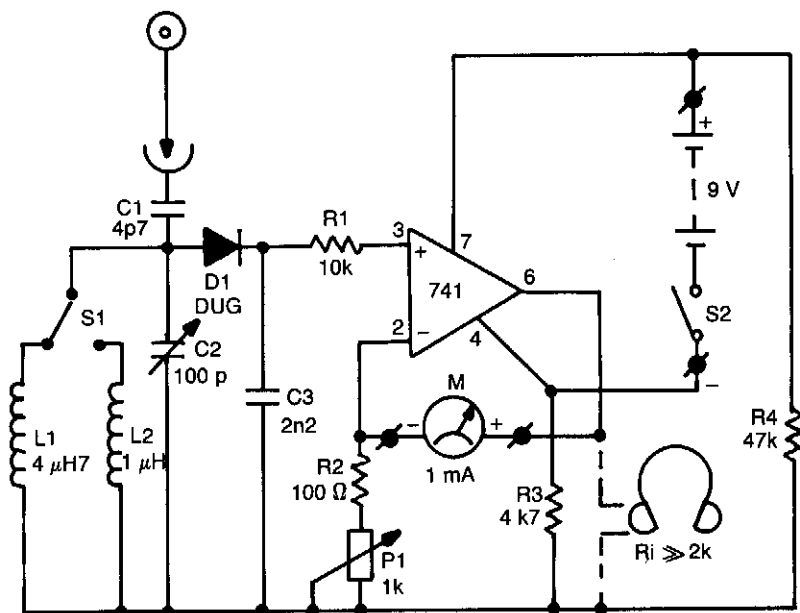 C1
4p7
D1
DUG
R1
10k
3
+
7
741
6
2
−
4
+
9 V
S2
−
S1
C2
100 p
C3
2n2
M
−
+
1 mA
L1
4 µH7
L2
1 µH
R2
100 Ω
P1
1k
R3
4 k7
R4
47k
Ri ≫ 2k